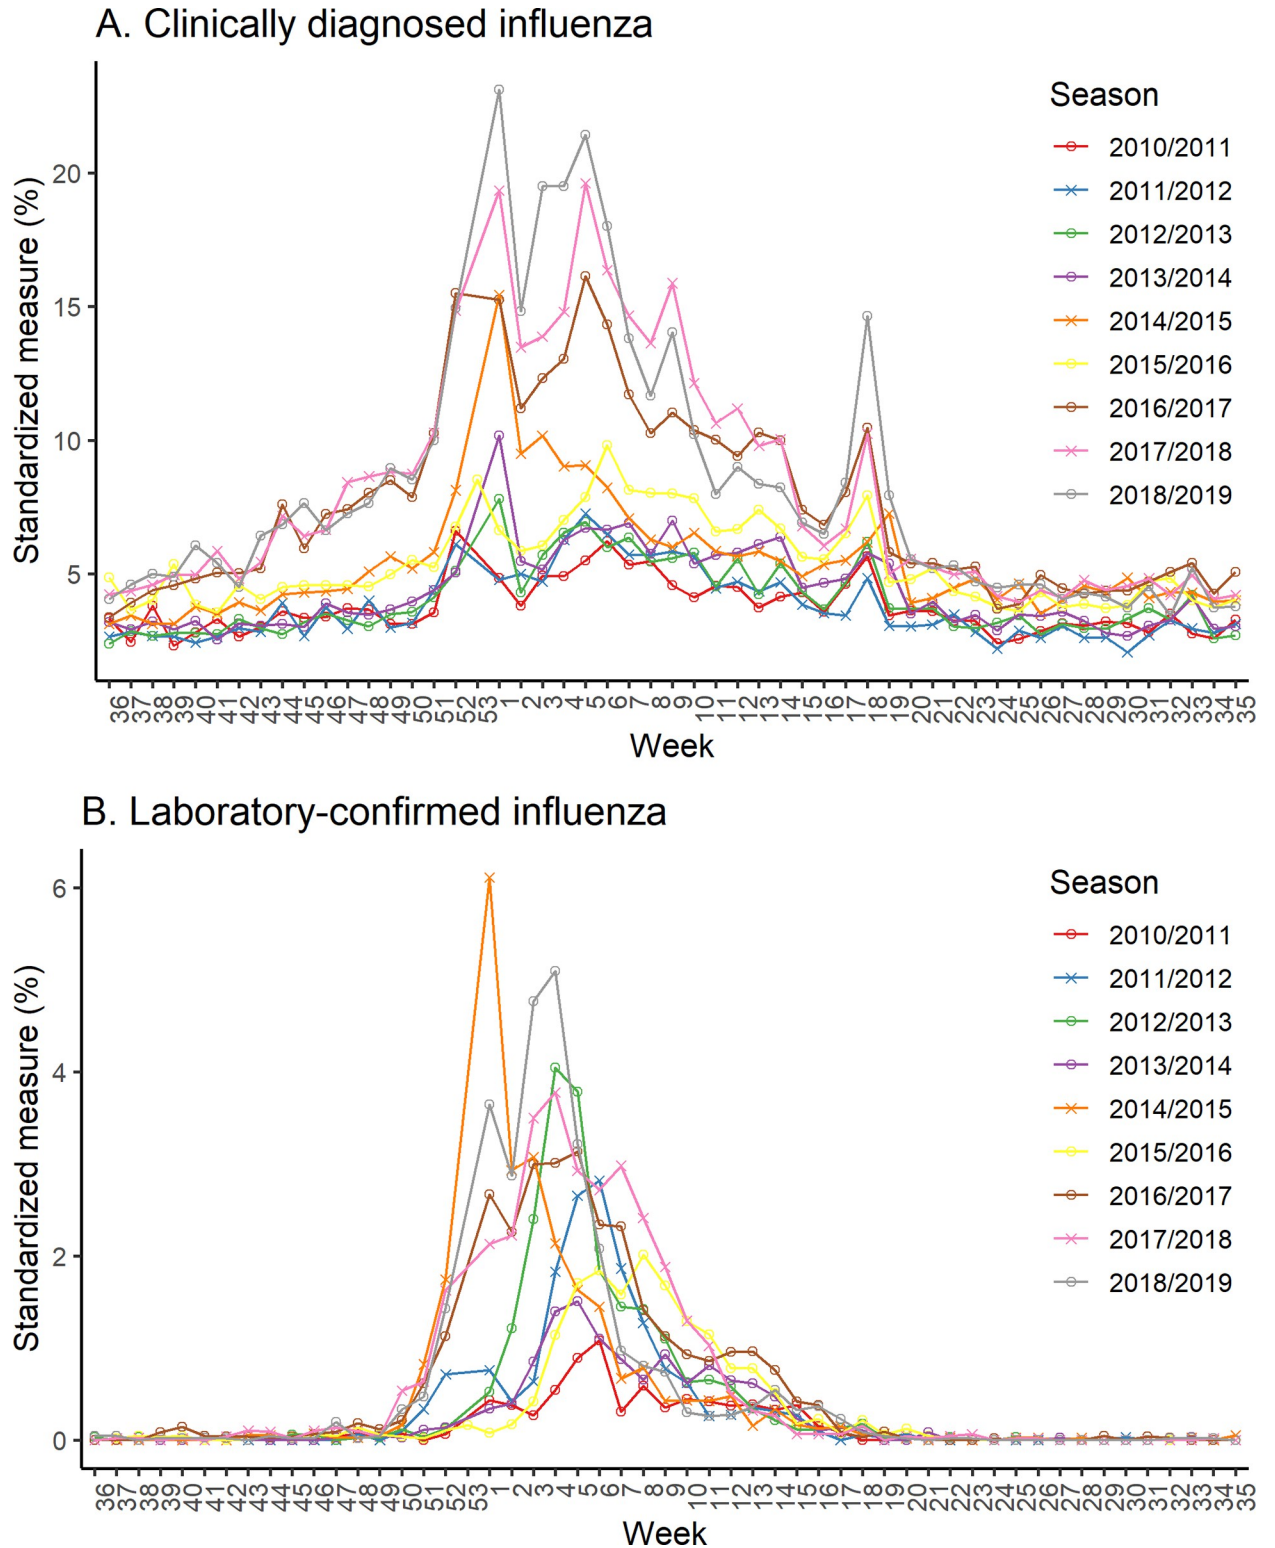 A. Clinically diagnosed influenza
Standardized measure (%)
20
15
10
5
Season
2010/2011
2011/2012
2012/2013
2013/2014
2014/2015
2015/2016
2016/2017
2017/2018
2018/2019
36 37 38 39 40 41 42 43 44 45 46 47 48 49 50 51 52 53 1 2 3 4 5 6 7 8 9 10 11 12 13 14 15 16 17 18 19 20 21 22 23 24 25 26 27 28 29 30 31 32 33 34 35
Week
B. Laboratory-confirmed influenza
Standardized measure (%)
6
4
2
0
Season
2010/2011
2011/2012
2012/2013
2013/2014
2014/2015
2015/2016
2016/2017
2017/2018
2018/2019
36 37 38 39 40 41 42 43 44 45 46 47 48 49 50 51 52 53 1 2 3 4 5 6 7 8 9 10 11 12 13 14 15 16 17 18 19 20 21 22 23 24 25 26 27 28 29 30 31 32 33 34 35
Week